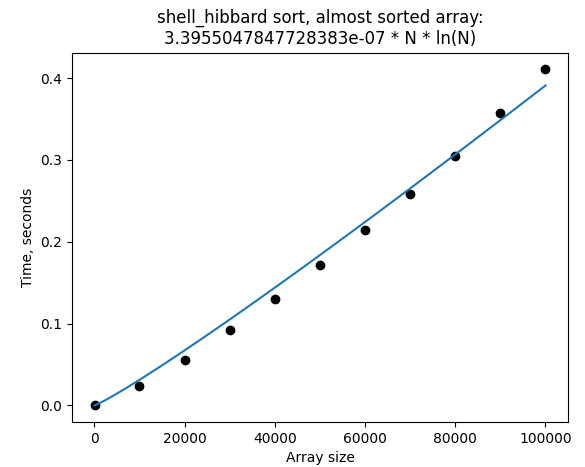 shell_hibbard sort, almost sorted array:
3.3955047847728383e-07 * N * ln(N)
0.4
0.3
0.2
0.1
0.0
Time, seconds
0
20000
40000
60000
80000
100000
Array size